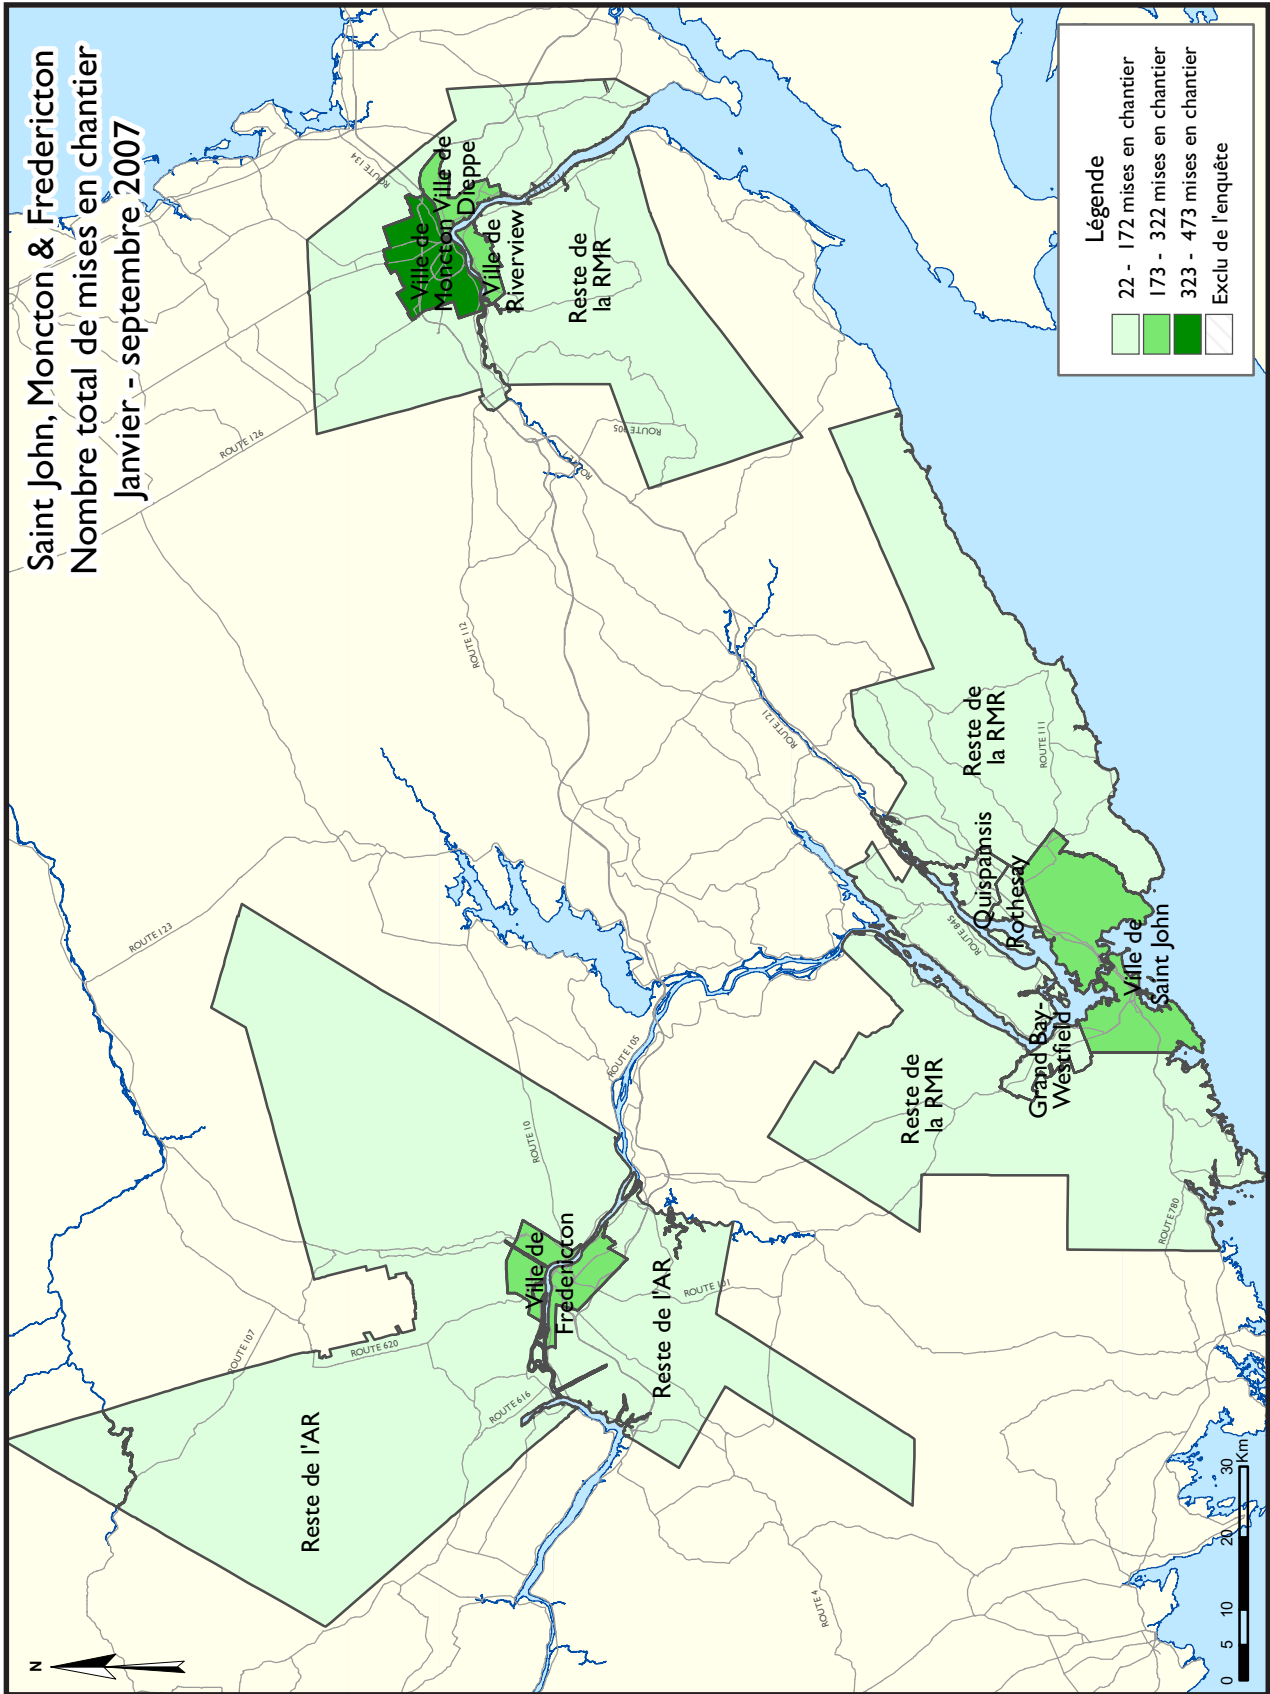 Saint John, Moncton & Fredericton
Nombre total de mises en chantier
Janvier - septembre 2007
N
ROUTE 134
ROUTE 126
Ville de
Moncton
Ville de
Dieppe
Ville de
Riverview
Reste de
la RMR
ROUTE 905
ROUTE 112
ROUTE 121
ROUTE 123
ROUTE 107
ROUTE 620
ROUTE 616
ROUTE 10
ROUTE 105
Reste de l'AR
Ville de
Fredericton
Reste de l'AR
ROUTE 101
Reste de
la RMR
ROUTE 111
Quispamsis
Rothesay
ROUTE 845
Reste de
la RMR
Grand Bay-
Westfield
Ville de
Saint John
ROUTE 780
ROUTE 4
Légende
22 - 172 mises en chantier
173 - 322 mises en chantier
323 - 473 mises en chantier
Exclu de l'enquête
0 5 10 20 30
Km